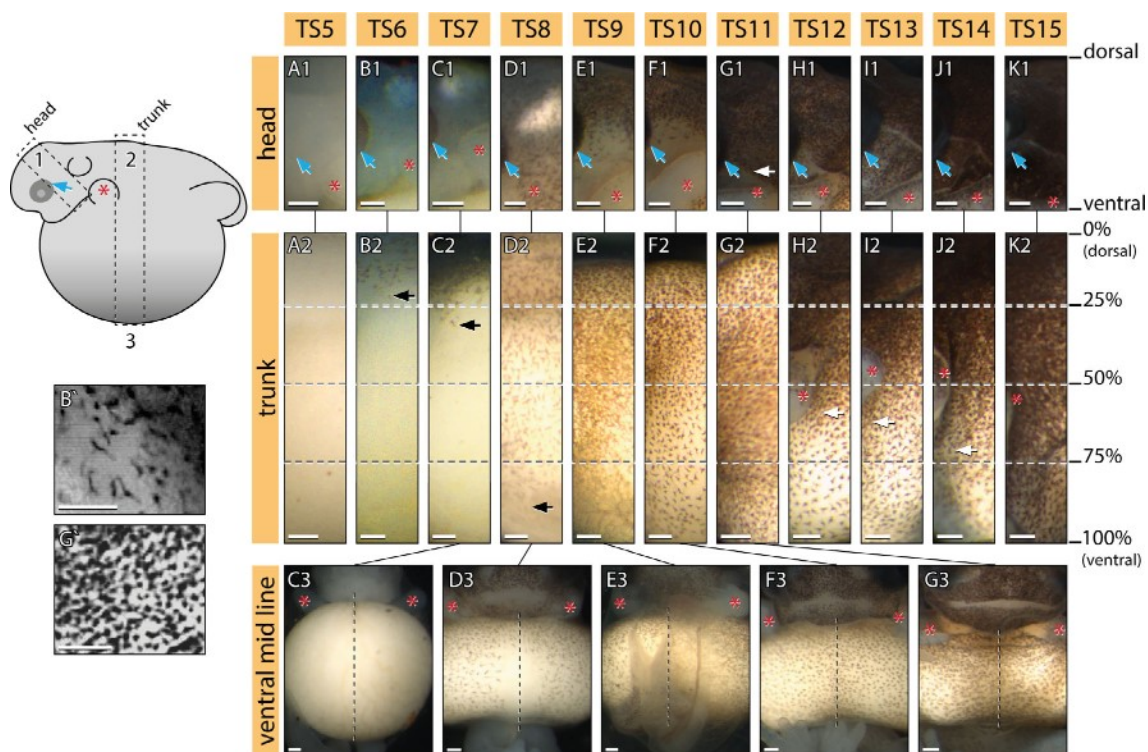 TS5 TS6 TS7 TS8 TS9 TS10 TS11 TS12 TS13 TS14 TS15
head
A1 B1 C1 D1 E1 F1 G1 H1 I1 J1 K1
dorsal
ventral
head
trunk
1
2
3
trunk
A2 B2 C2 D2 E2 F2 G2 H2 I2 J2 K2
0%
(dorsal)
25%
50%
75%
100%
(ventral)
B`
G`
ventral mid line
C3 D3 E3 F3 G3